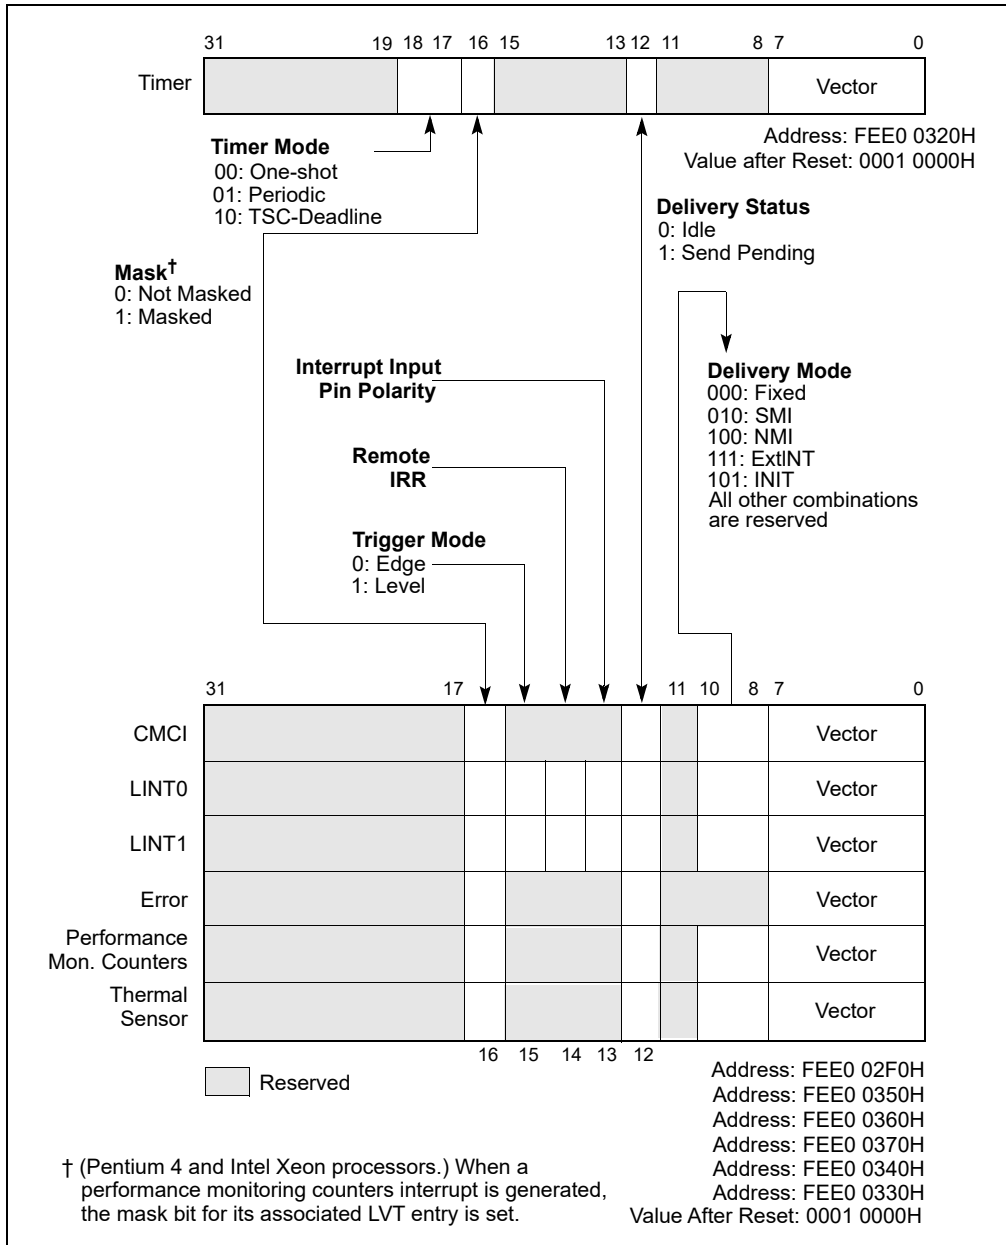 31 19 18 17 16 15 13 12 11 8 7 0
Timer Vector
Address: FEE0 0320H
Value after Reset: 0001 0000H
Timer Mode
00: One-shot
01: Periodic
10: TSC-Deadline
Delivery Status
0: Idle
1: Send Pending
Mask†
0: Not Masked
1: Masked
Interrupt Input
Pin Polarity
Delivery Mode
000: Fixed
010: SMI
100: NMI
111: ExtlNT
101: INIT
All other combinations
are reserved
Remote
IRR
Trigger Mode
0: Edge
1: Level
31 17 11 10 8 7 0
CMCI Vector
LINT0 Vector
LINT1 Vector
Error Vector
Performance
Mon. Counters Vector
Thermal
Sensor Vector
16 15 14 13 12
Reserved
Address: FEE0 02F0H
Address: FEE0 0350H
Address: FEE0 0360H
Address: FEE0 0370H
Address: FEE0 0340H
Address: FEE0 0330H
Value After Reset: 0001 0000H
† (Pentium 4 and Intel Xeon processors.) When a
performance monitoring counters interrupt is generated,
the mask bit for its associated LVT entry is set.